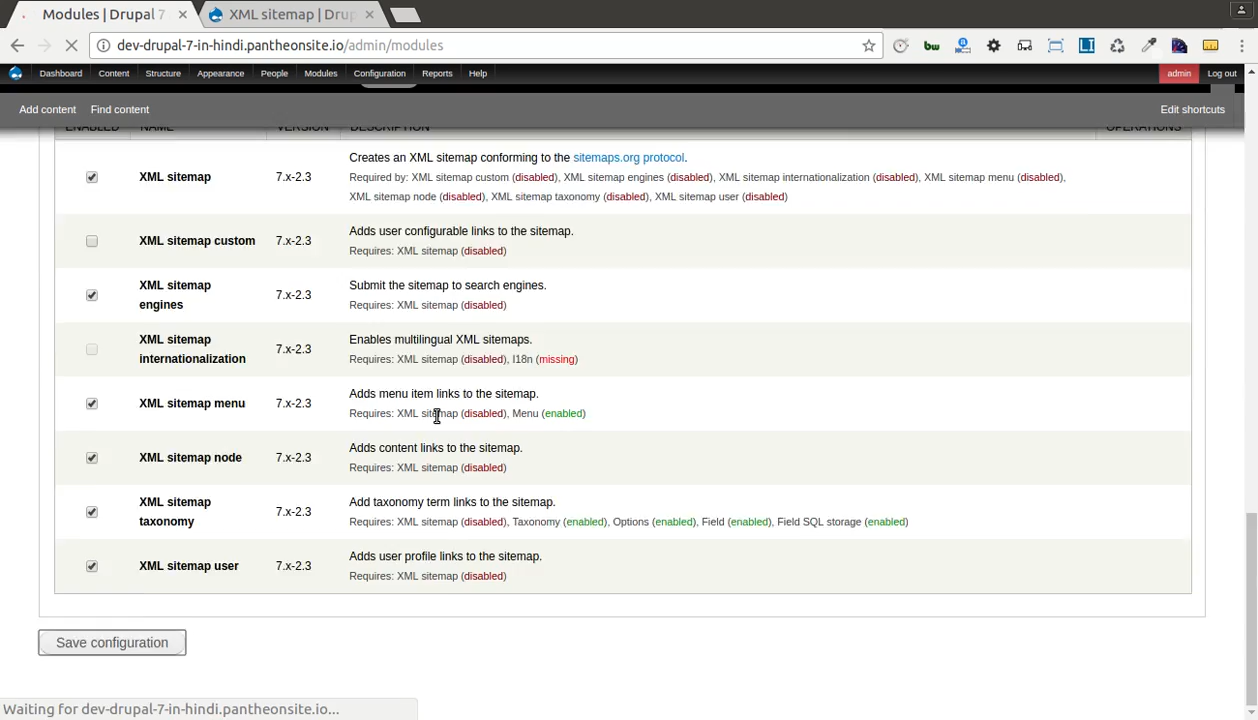 Modules | Drupal 7
XML sitemap | Drup
dev-drupal-7-in-hindi.pantheonsite.io/admin/modules
Dashboard Content Structure Appearance People Modules Configuration Reports Help admin Log out
Add content Find content Edit shortcuts
ENABLED NAME VERSION DESCRIPTION OPERATIONS
Creates an XML sitemap conforming to the sitemaps.org protocol.
XML sitemap 7.x-2.3 Required by: XML sitemap custom (disabled), XML sitemap engines (disabled), XML sitemap internationalization (disabled), XML sitemap menu (disabled),
XML sitemap node (disabled), XML sitemap taxonomy (disabled), XML sitemap user (disabled)
XML sitemap custom 7.x-2.3 Adds user configurable links to the sitemap.
Requires: XML sitemap (disabled)
XML sitemap
engines 7.x-2.3 Submit the sitemap to search engines.
Requires: XML sitemap (disabled)
XML sitemap
internationalization 7.x-2.3 Enables multilingual XML sitemaps.
Requires: XML sitemap (disabled), I18n (missing)
XML sitemap menu 7.x-2.3 Adds menu item links to the sitemap.
Requires: XML sitemap (disabled), Menu (enabled)
XML sitemap node 7.x-2.3 Adds content links to the sitemap.
Requires: XML sitemap (disabled)
XML sitemap
taxonomy 7.x-2.3 Add taxonomy term links to the sitemap.
Requires: XML sitemap (disabled), Taxonomy (enabled), Options (enabled), Field (enabled), Field SQL storage (enabled)
XML sitemap user 7.x-2.3 Adds user profile links to the sitemap.
Requires: XML sitemap (disabled)
Save configuration
Waiting for dev-drupal-7-in-hindi.pantheonsite.io...